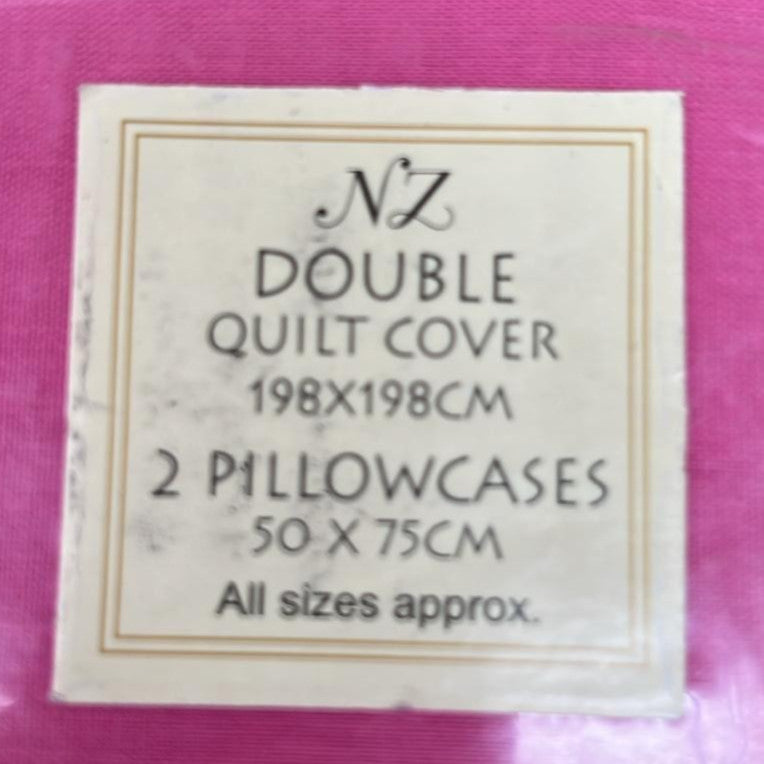 NZ
DOUBLE
QUILT COVER
198X198CM
2 PILLOWCASES
50 X 75CM
All sizes approx.